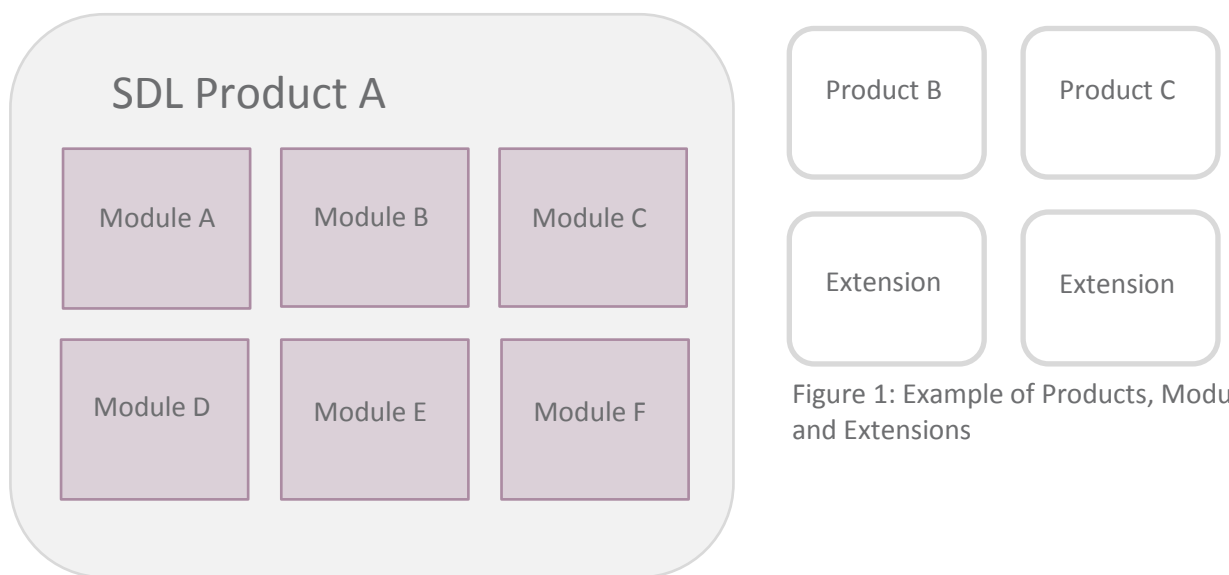 SDL Product A
Module A
Module B
Module C
Module D
Module E
Module F
Product B
Product C
Extension
Extension
Figure 1: Example of Products,
and Extensions